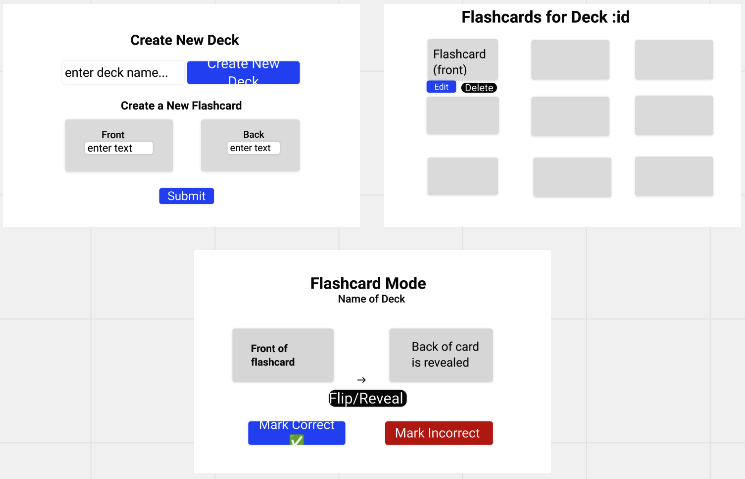 Create New Deck
enter deck name...
Create New
Deck
Create a New Flashcard
Front
enter text
Back
enter text
Submit
Flashcards for Deck :id
Flashcard
(front)
Edit
Delete
Flashcard Mode
Name of Deck
Front of
flashcard
Back of card
is revealed
→
Flip/Reveal
Mark Correct
✅
Mark Incorrect